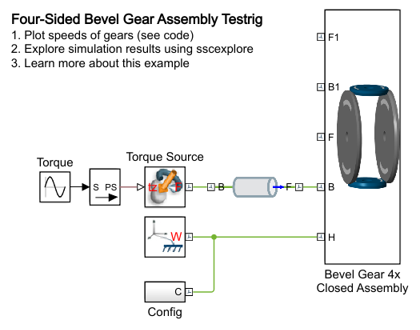 Four-Sided Bevel Gear Assembly Testrig
1. Plot speeds of gears (see code)
2. Explore simulation results using sscexplore
3. Learn more about this example
F1
B1
F
Torque
Torque Source
S PS
B
F
B
W
H
C
Config
Bevel Gear 4x
Closed Assembly